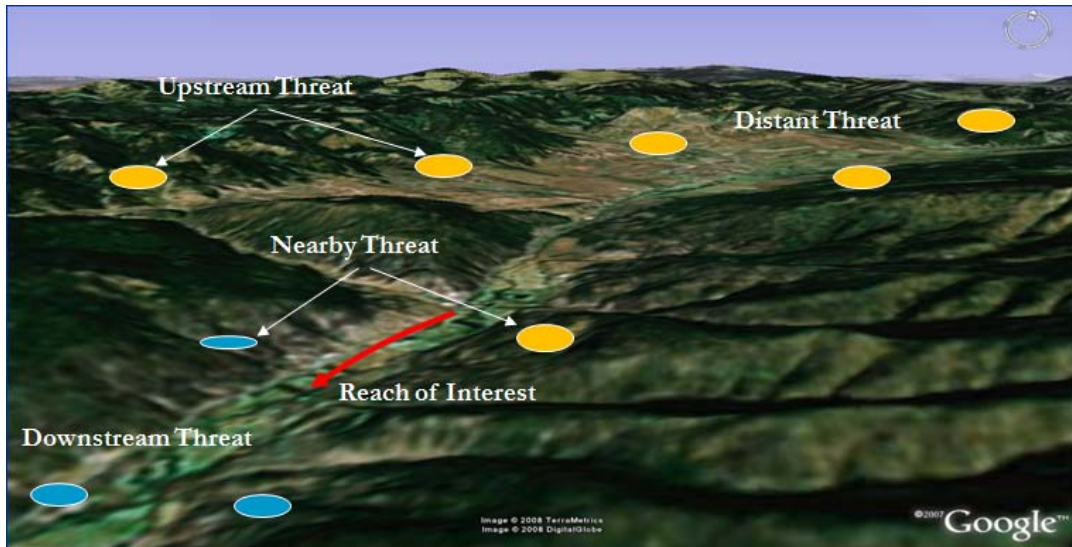 Upstream Threat
Distant Threat
Nearby Threat
Reach of Interest
Downstream Threat
Image © 2008 TerraMetrics
Image © 2008 DigitalGlobe
©2007 Google™